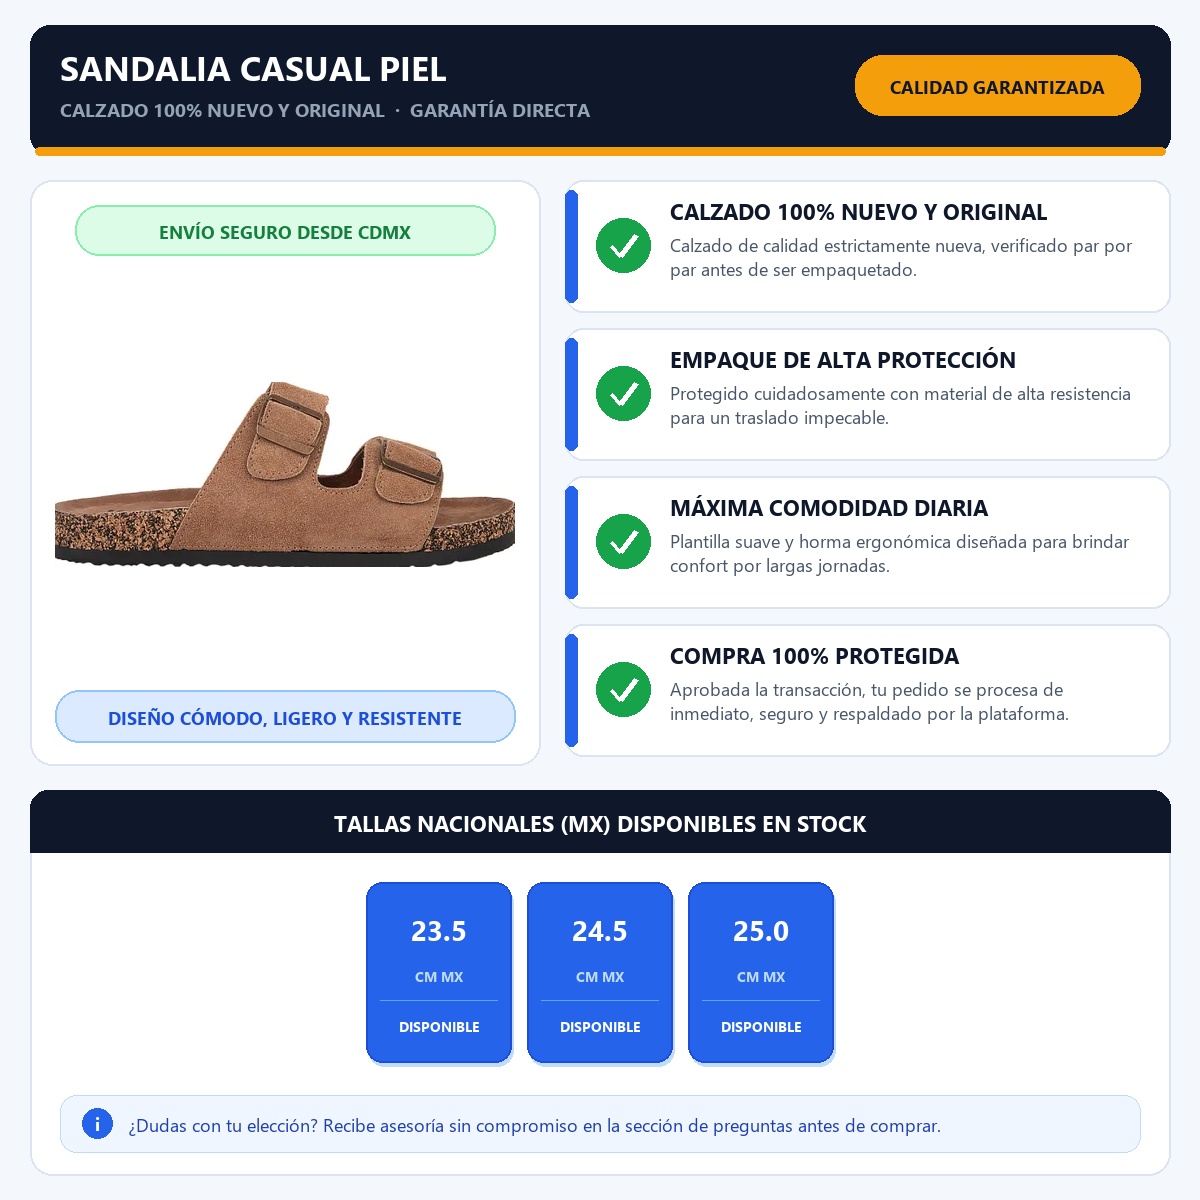 SANDALIA CASUAL PIEL
CALZADO 100% NUEVO Y ORIGINAL · GARANTÍA DIRECTA
CALIDAD GARANTIZADA
ENVÍO SEGURO DESDE CDMX
DISEÑO CÓMODO, LIGERO Y RESISTENTE
CALZADO 100% NUEVO Y ORIGINAL
Calzado de calidad estrictamente nueva, verificado par por
par antes de ser empaquetado.
EMPAQUE DE ALTA PROTECCIÓN
Protegido cuidadosamente con material de alta resistencia
para un traslado impecable.
MÁXIMA COMODIDAD DIARIA
Plantilla suave y horma ergonómica diseñada para brindar
confort por largas jornadas.
COMPRA 100% PROTEGIDA
Aprobada la transacción, tu pedido se procesa de
inmediato, seguro y respaldado por la plataforma.
TALLAS NACIONALES (MX) DISPONIBLES EN STOCK
23.5
CM MX
DISPONIBLE
24.5
CM MX
DISPONIBLE
25.0
CM MX
DISPONIBLE
¿Dudas con tu elección? Recibe asesoría sin compromiso en la sección de preguntas antes de comprar.